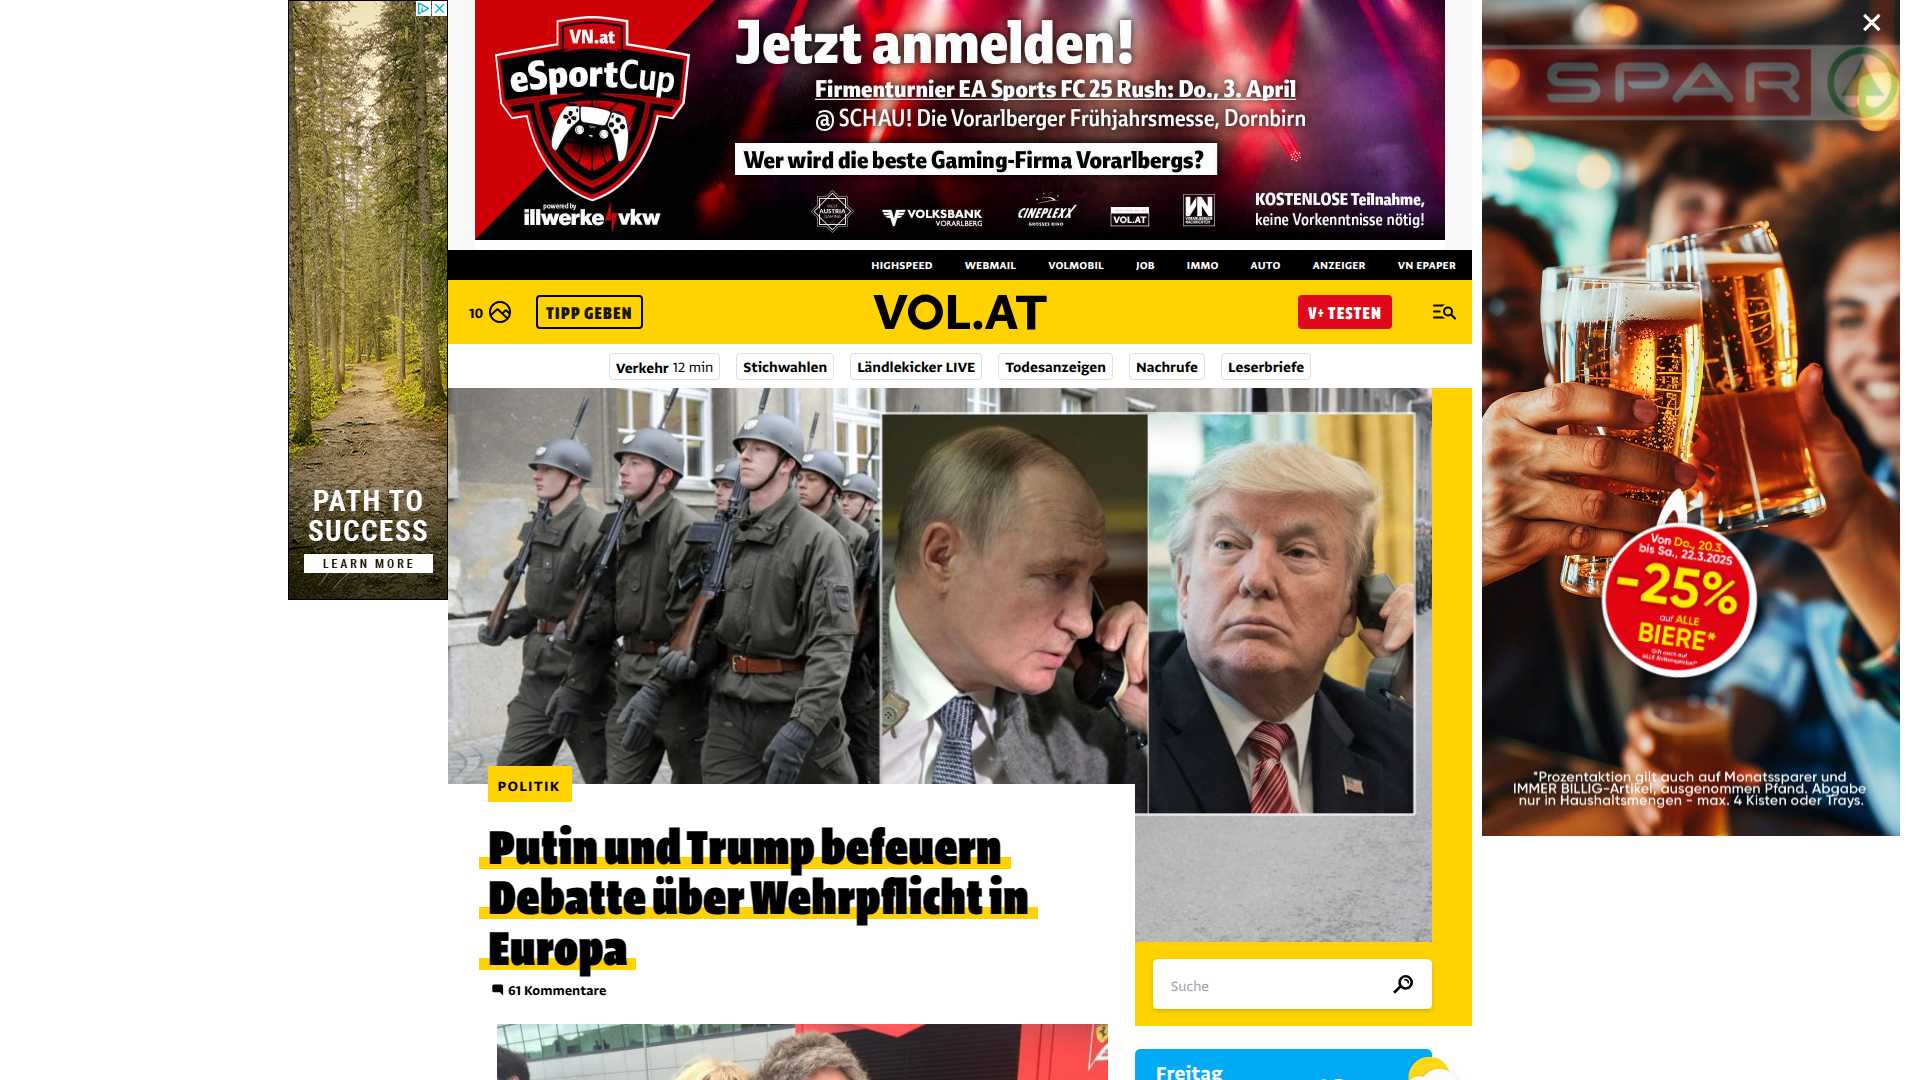 PATH TO
SUCCESS
LEARN MORE
VN.at
eSportCup
powered by
illwerke vkw
Jetzt anmelden!
Firmenturnier EA Sports FC 25 Rush: Do., 3. April
@ SCHAU! Die Vorarlberger Frühjahrsmesse, Dornbirn
Wer wird die beste Gaming-Firma Vorarlbergs?
AUSTRIA
VOLKSBANK
VORARLBERG
CINEPLEXX
GROSSES KINO
VOL.AT
VN
KOSTENLOSE Teilnahme,
keine Vorkenntnisse nötig!
HIGHSPEED WEBMAIL VOLMOBIL JOB IMMO AUTO ANZEIGER VN EPAPER
10
TIPP GEBEN
VOL.AT
V+ TESTEN
Verkehr 12 min
Stichwahlen
Ländlekicker LIVE
Todesanzeigen
Nachrufe
Leserbriefe
POLITIK
Putin und Trump befeuern
Debatte über Wehrpflicht in
Europa
61 Kommentare
Suche
Freitag
SPAR
Von Do., 20.3.
bis Sa., 22.3.2025
-25%
auf ALLE
BIERE*
*Prozentaktion gilt auch auf Monatssparer und
IMMER BILLIG-Artikel, ausgenommen Pfand. Abgabe
nur in Haushaltsmengen - max. 4 Kisten oder Trays.